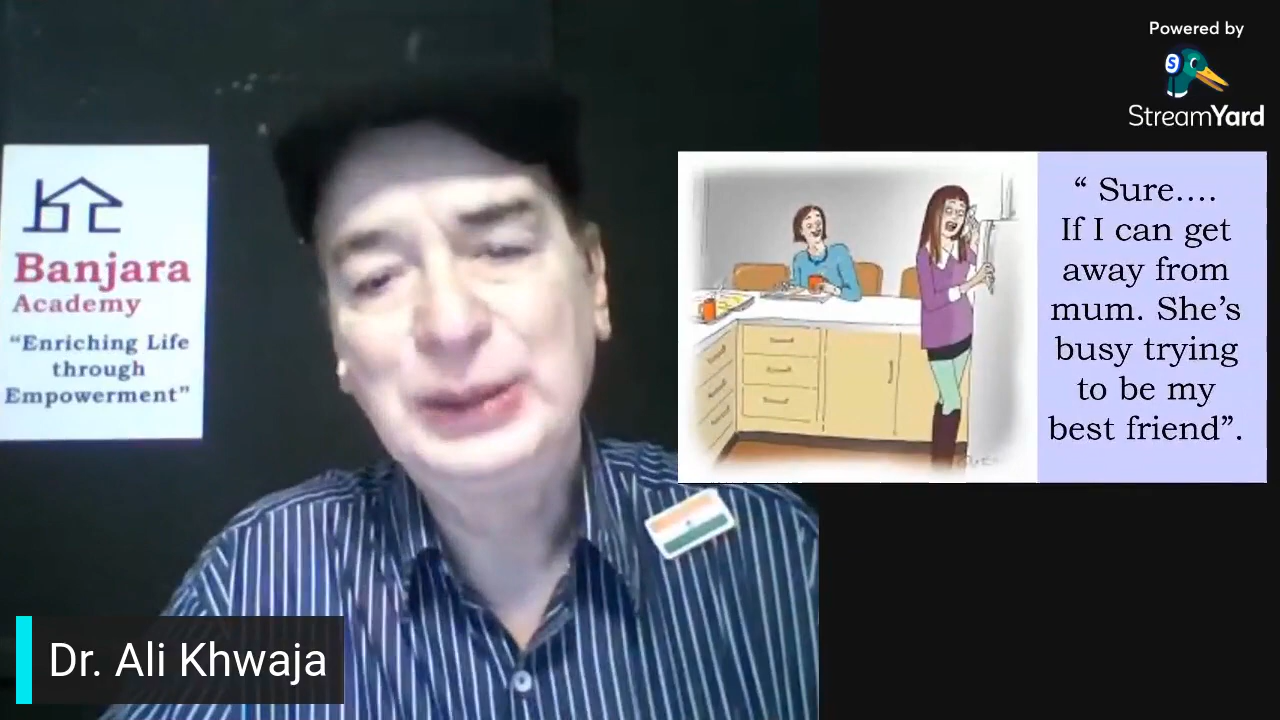 Powered by
S
StreamYard
Banjara
Academy
“Enriching Life
through
Empowerment”
“ Sure....
If I can get
away from
mum. She’s
busy trying
to be my
best friend”.
Dr. Ali Khwaja